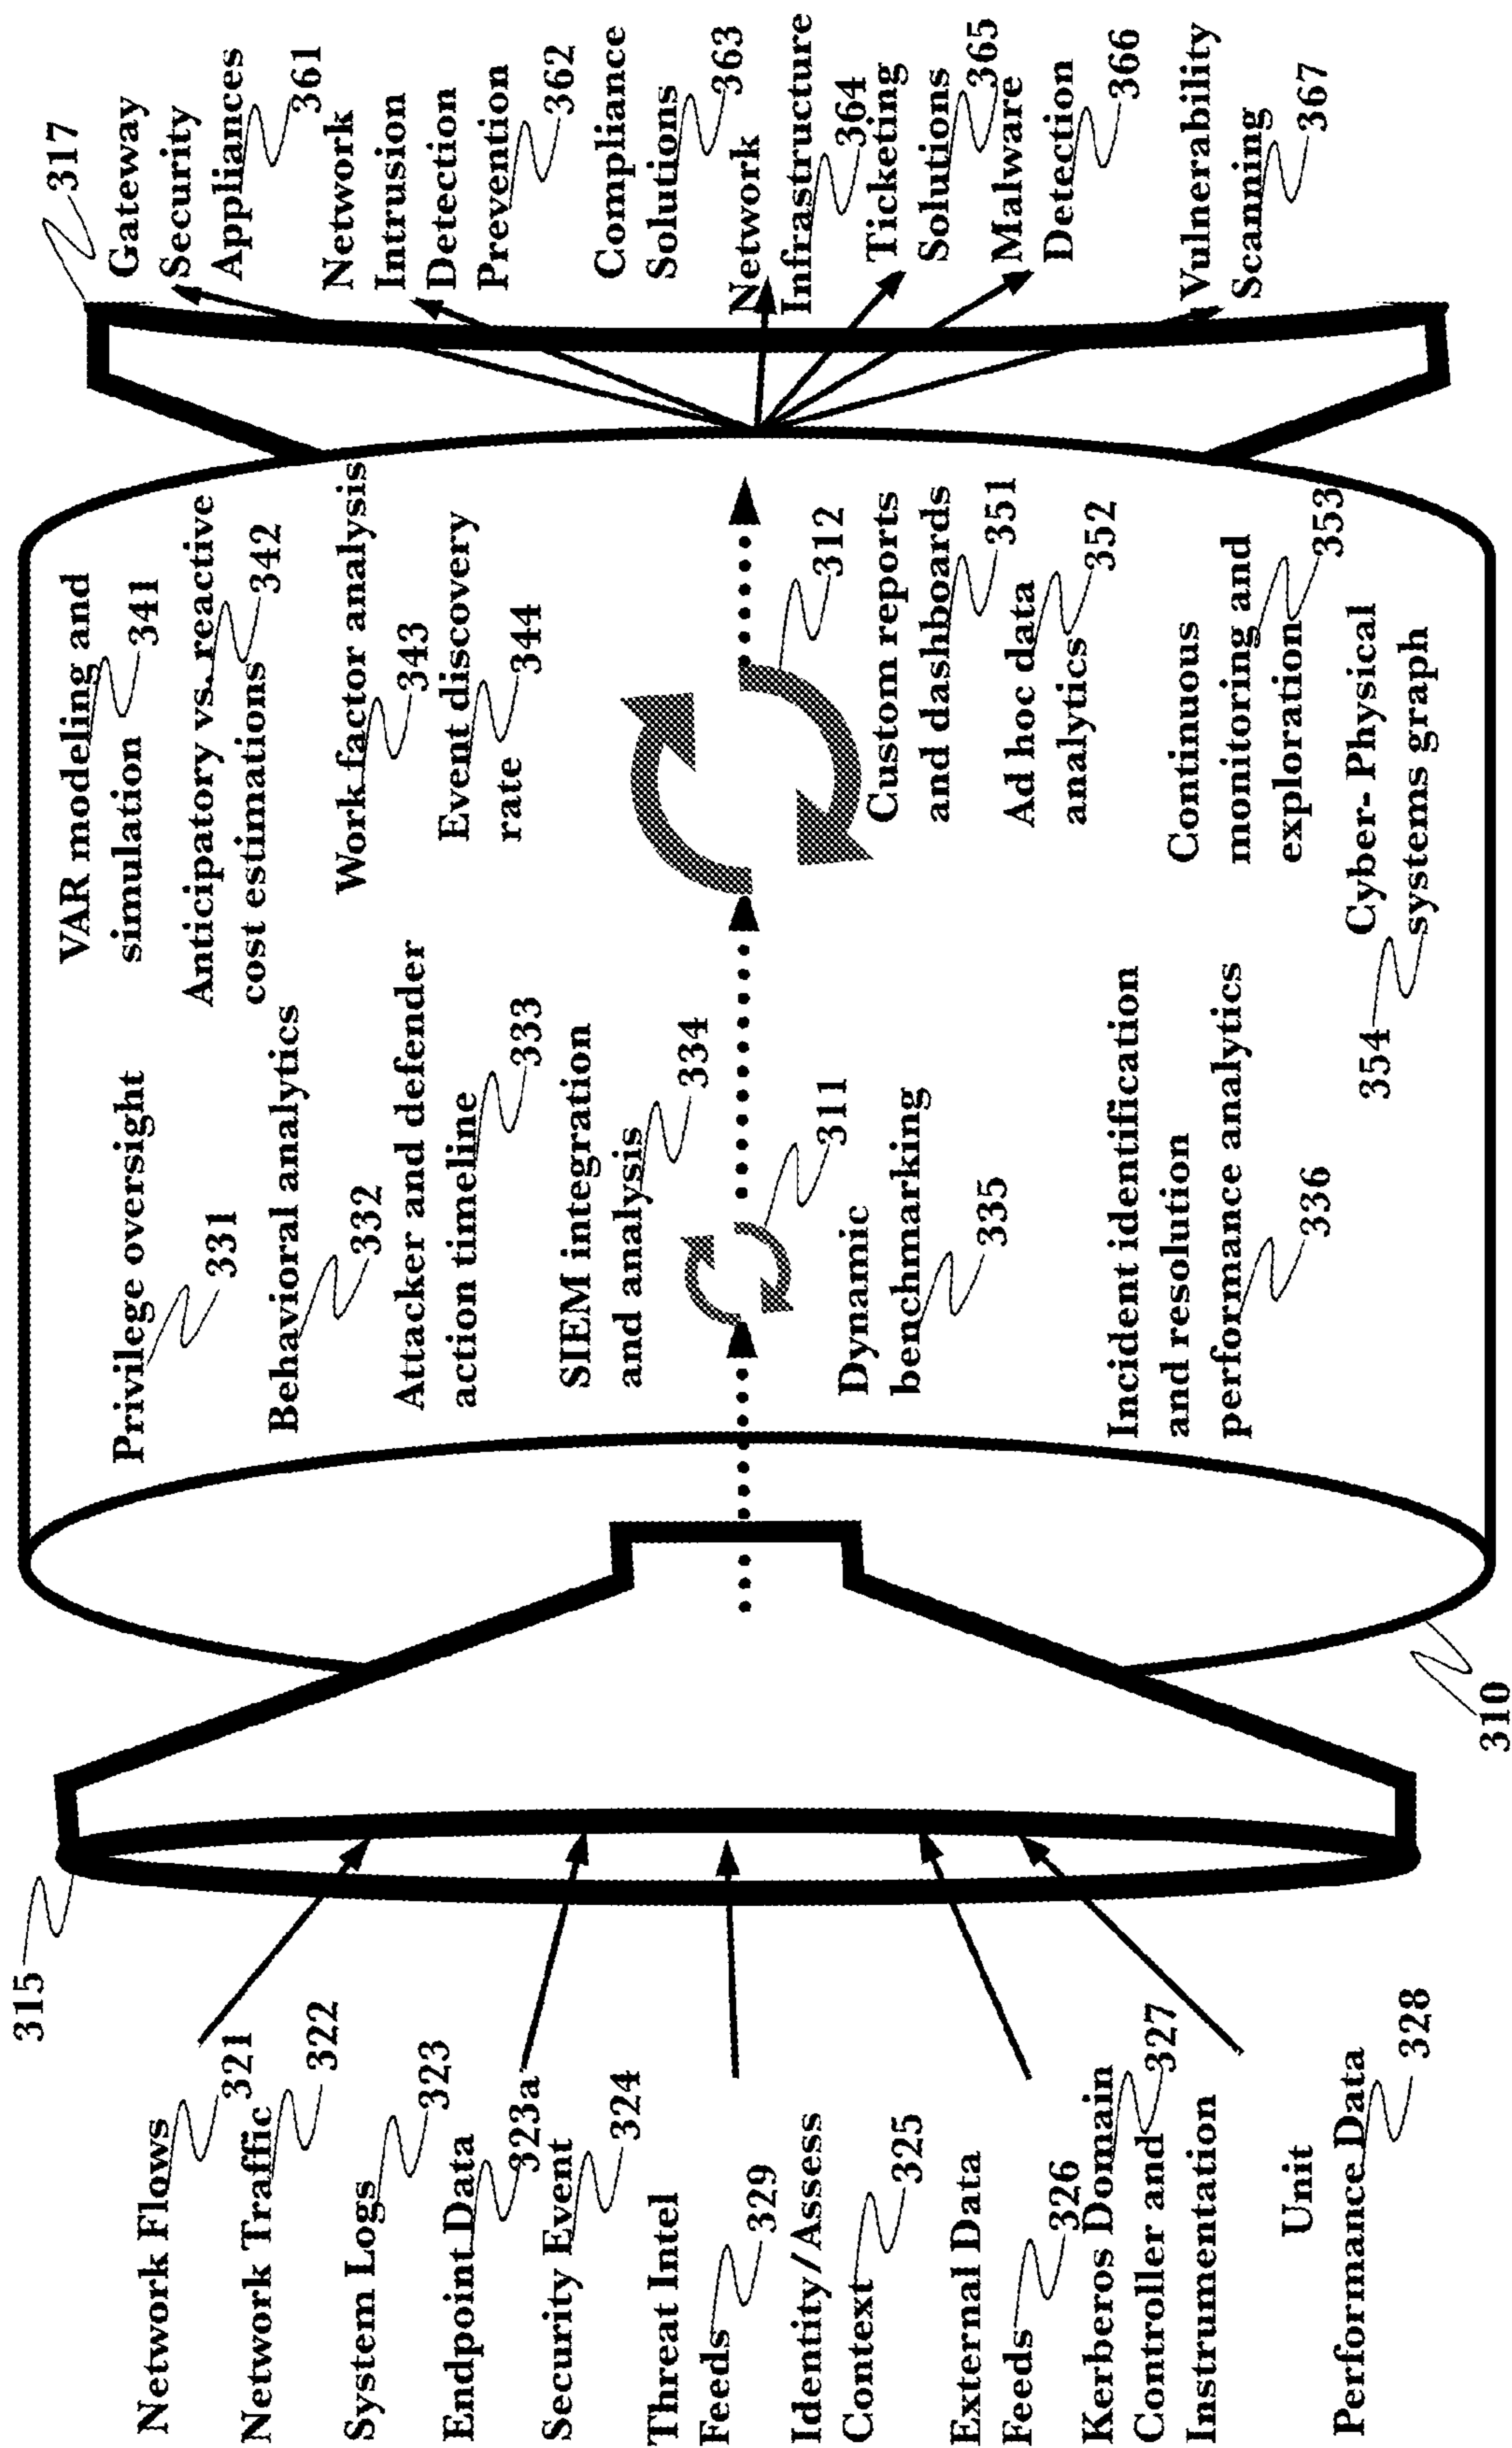 315
Network Flows
321
Network Traffic
322
System Logs
323
Endpoint Data
323a
Security Event
324
Threat Intel
Feeds
329
Identity/Assess
Context
325
External Data
Feeds
326
Kerberos Domain
Controller and
Instrumentation
327
Unit
Performance Data
328
310
Privilege oversight
331
Behavioral analytics
332
Attacker and defender
action timeline
333
SIEM integration
and analysis
334
311
Dynamic
benchmarking
335
Incident identification
and resolution
performance analytics
336
VAR modeling and
simulation
341
Anticipatory vs. reactive
cost estimations
342
Work factor analysis
343
Event discovery
rate
344
312
Custom reports
and dashboards
351
Ad hoc data
analytics
352
Continuous
monitoring and
exploration
353
Cyber- Physical
systems graph
354
317
Gateway
Security
Appliances
361
Network
Intrusion
Detection
Prevention
362
Compliance
Solutions
363
Network
Infrastructure
364
Ticketing
Solutions
365
Malware
Detection
366
Vulnerability
Scanning
367